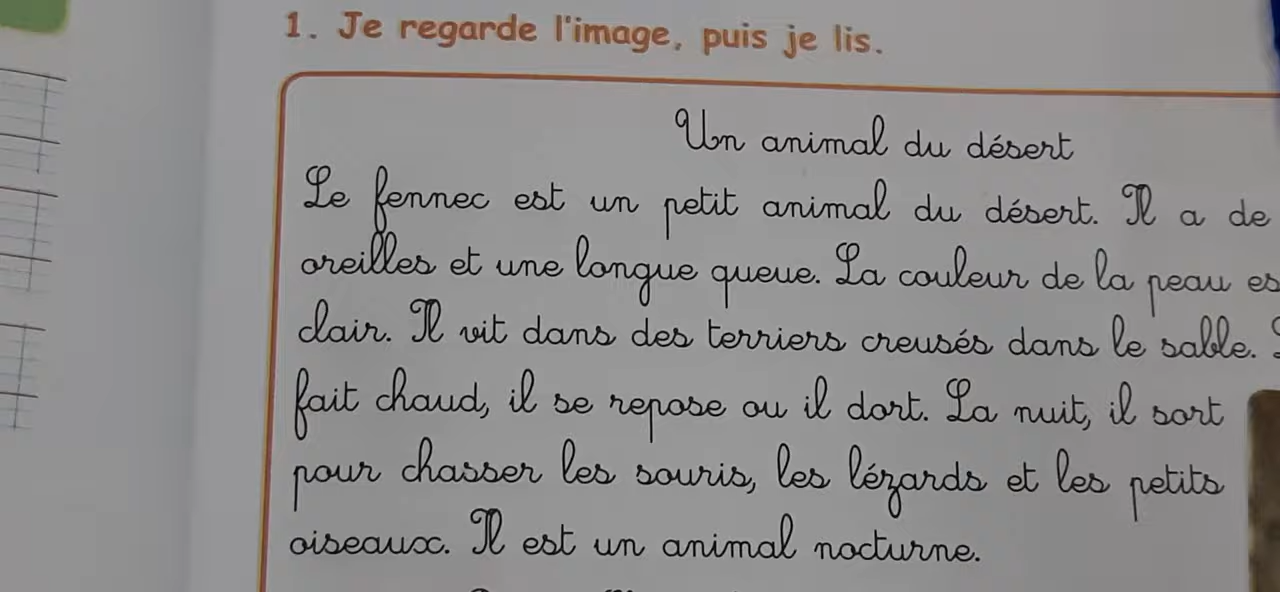 1. Je regarde l'image, puis je lis.
Un animal du désert
Le fennec est un petit animal du désert. Il a de
oreilles et une longue queue. La couleur de la peau es
clair. Il vit dans des terriers creusés dans le sable.
fait chaud, il se repose ou il dort. La nuit, il sort
pour chasser les souris, les lézards et les petits
oiseaux. Il est un animal nocturne.